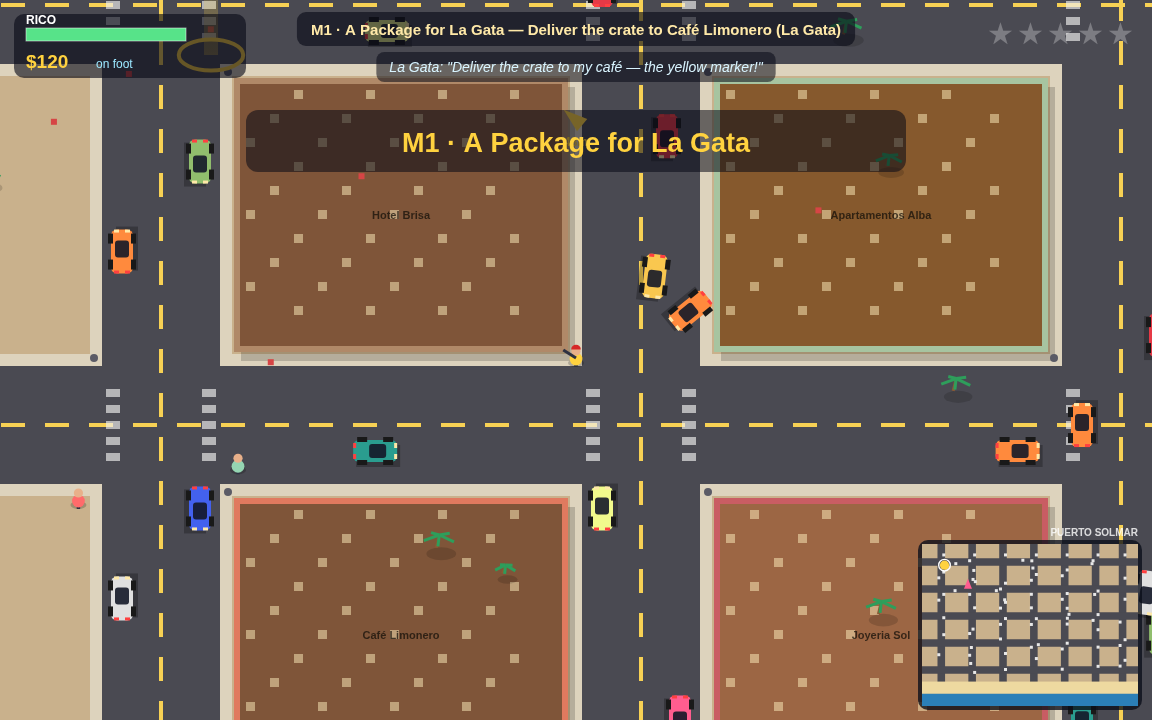 RICO
$120 on foot
M1 · A Package for La Gata — Deliver the crate to Café Limonero (La Gata)
La Gata: "Deliver the crate to my café — the yellow marker!"
M1 · A Package for La Gata
Hotel Brisa
Apartamentos Alba
Café Limonero
Joyeria Sol
PUERTO SOLMAR